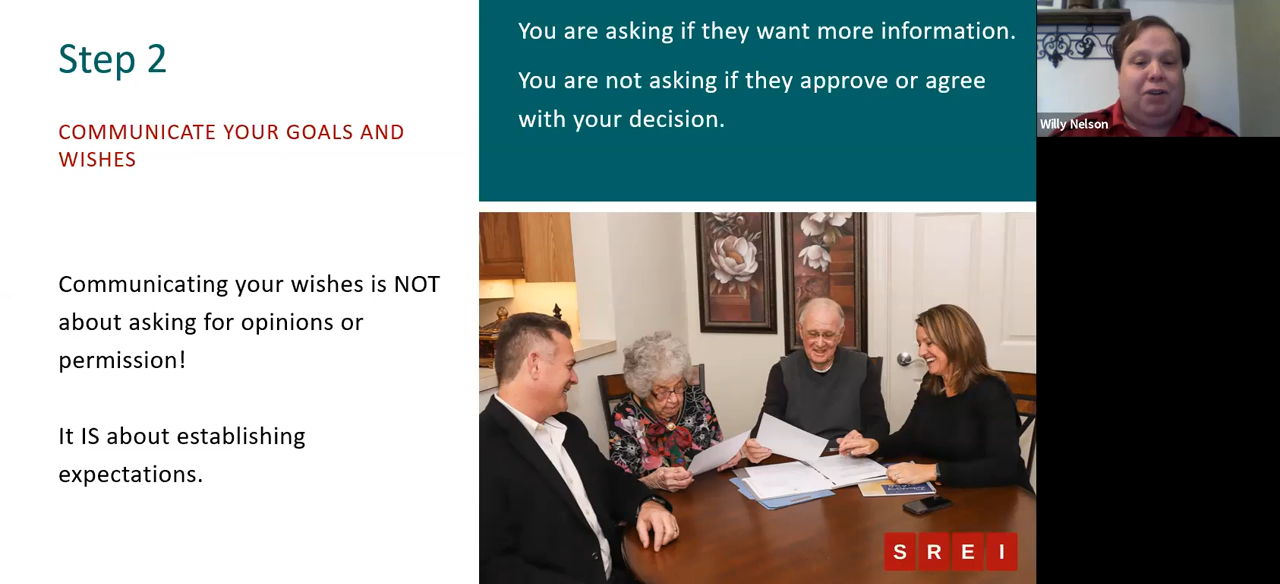 Step 2
COMMUNICATE YOUR GOALS AND
WISHES
Communicating your wishes is NOT
about asking for opinions or
permission!
It IS about establishing
expectations.
You are asking if they want more information.
You are not asking if they approve or agree
with your decision.
S R E I
Willy Nelson